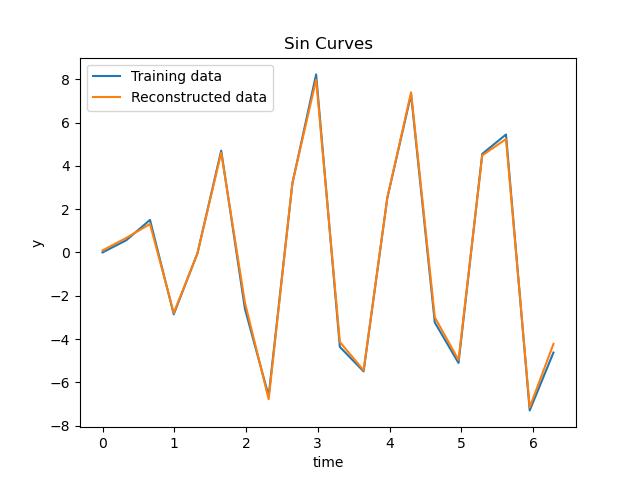 Sin Curves
Training data
Reconstructed data
8
6
4
2
0
−2
−4
−6
−8
y
0 1 2 3 4 5 6
time